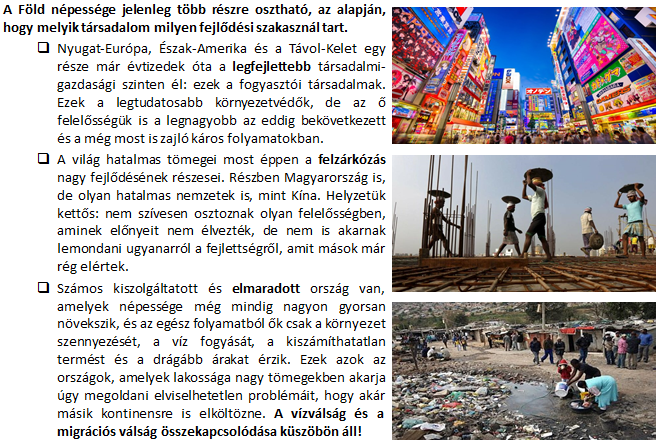 A Föld népessége jelenleg több részre osztható, az alapján,
hogy melyik társadalom milyen fejlődési szakasznál tart.
❑ Nyugat-Európa, Észak-Amerika és a Távol-Kelet egy
része már évtizedek óta a legfejlettebb társadalmi-
gazdasági szinten él: ezek a fogyasztói társadalmak.
Ezek a legtudatosabb környezetvédők, de az ő
felelősségük is a legnagyobb az eddig bekövetkezett
és a még most is zajló káros folyamatokban.
❑ A világ hatalmas tömegei most éppen a felzárkózás
nagy fejlődésének részesei. Részben Magyarország is,
de olyan hatalmas nemzetek is, mint Kína. Helyzetük
kettős: nem szívesen osztoznak olyan felelősségben,
aminek előnyeit nem élvezték, de nem is akarnak
lemondani ugyanarról a fejlettségről, amit mások már
rég elértek.
❑ Számos kiszolgáltatott és elmaradott ország van,
amelyek népessége még mindig nagyon gyorsan
növekszik, és az egész folyamatból ők csak a környezet
szennyezését, a víz fogyását, a kiszámíthatatlan
termést és a drágább árakat érzik. Ezek azok az
országok, amelyek lakossága nagy tömegekben akarja
úgy megoldani elviselhetetlen problémáit, hogy akár
másik kontinensre is elköltözne. A vízválság és a
migrációs válság összekapcsolódása küszöbön áll!